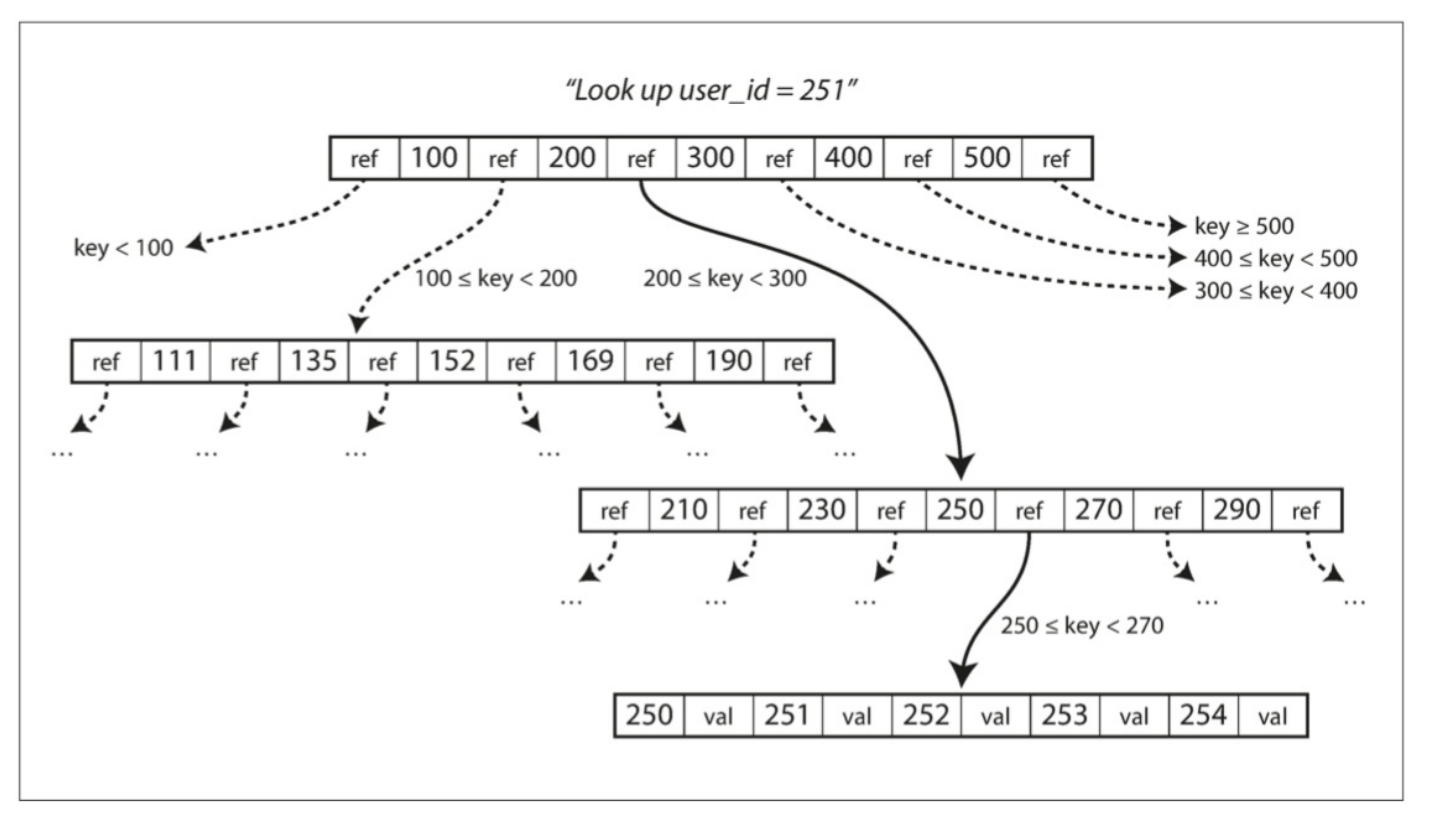 “Look up user_id = 251”
ref 100 ref 200 ref 300 ref 400 ref 500 ref
key < 100
key ≥ 500
400 ≤ key < 500
300 ≤ key < 400
100 ≤ key < 200
200 ≤ key < 300
ref 111 ref 135 ref 152 ref 169 ref 190 ref
... ... ... ... ... ...
ref 210 ref 230 ref 250 ref 270 ref 290 ref
... ... ... ... ...
250 ≤ key < 270
250 val 251 val 252 val 253 val 254 val